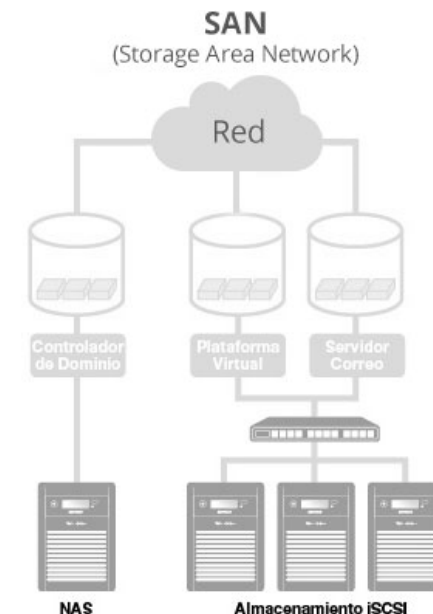 SAN
(Storage Area Network)
Red
Controlador
de Dominio
Plataforma
Virtual
Servidor
Correo
NAS
Almacenamiento iSCSI